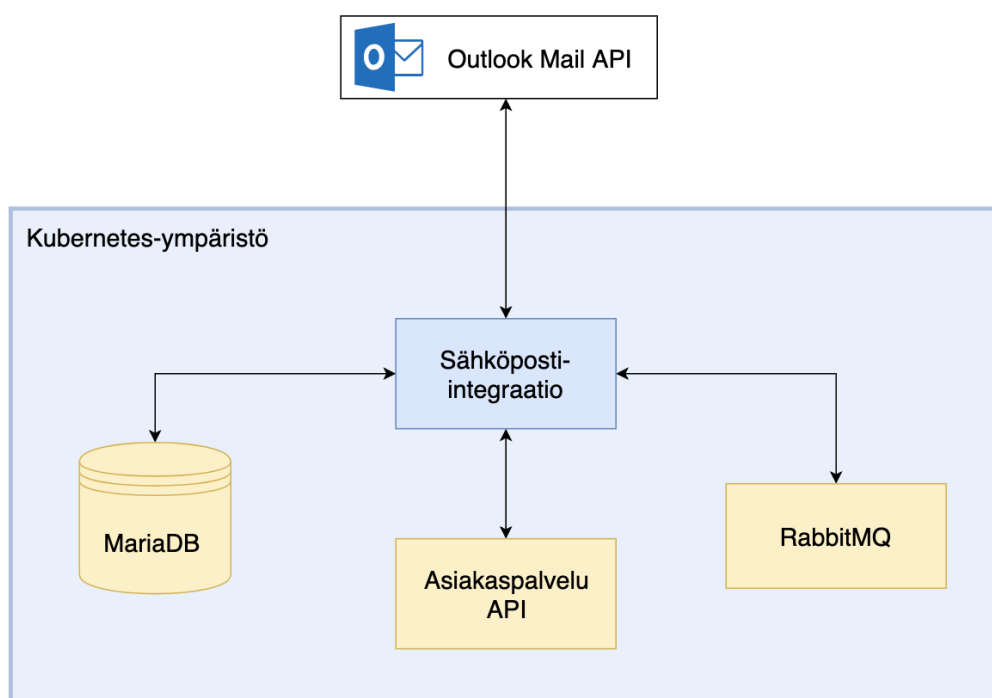 Outlook Mail API
Kubernetes-ympäristö
Sähköposti-
integraatio
MariaDB
Asiakaspalvelu
API
RabbitMQ